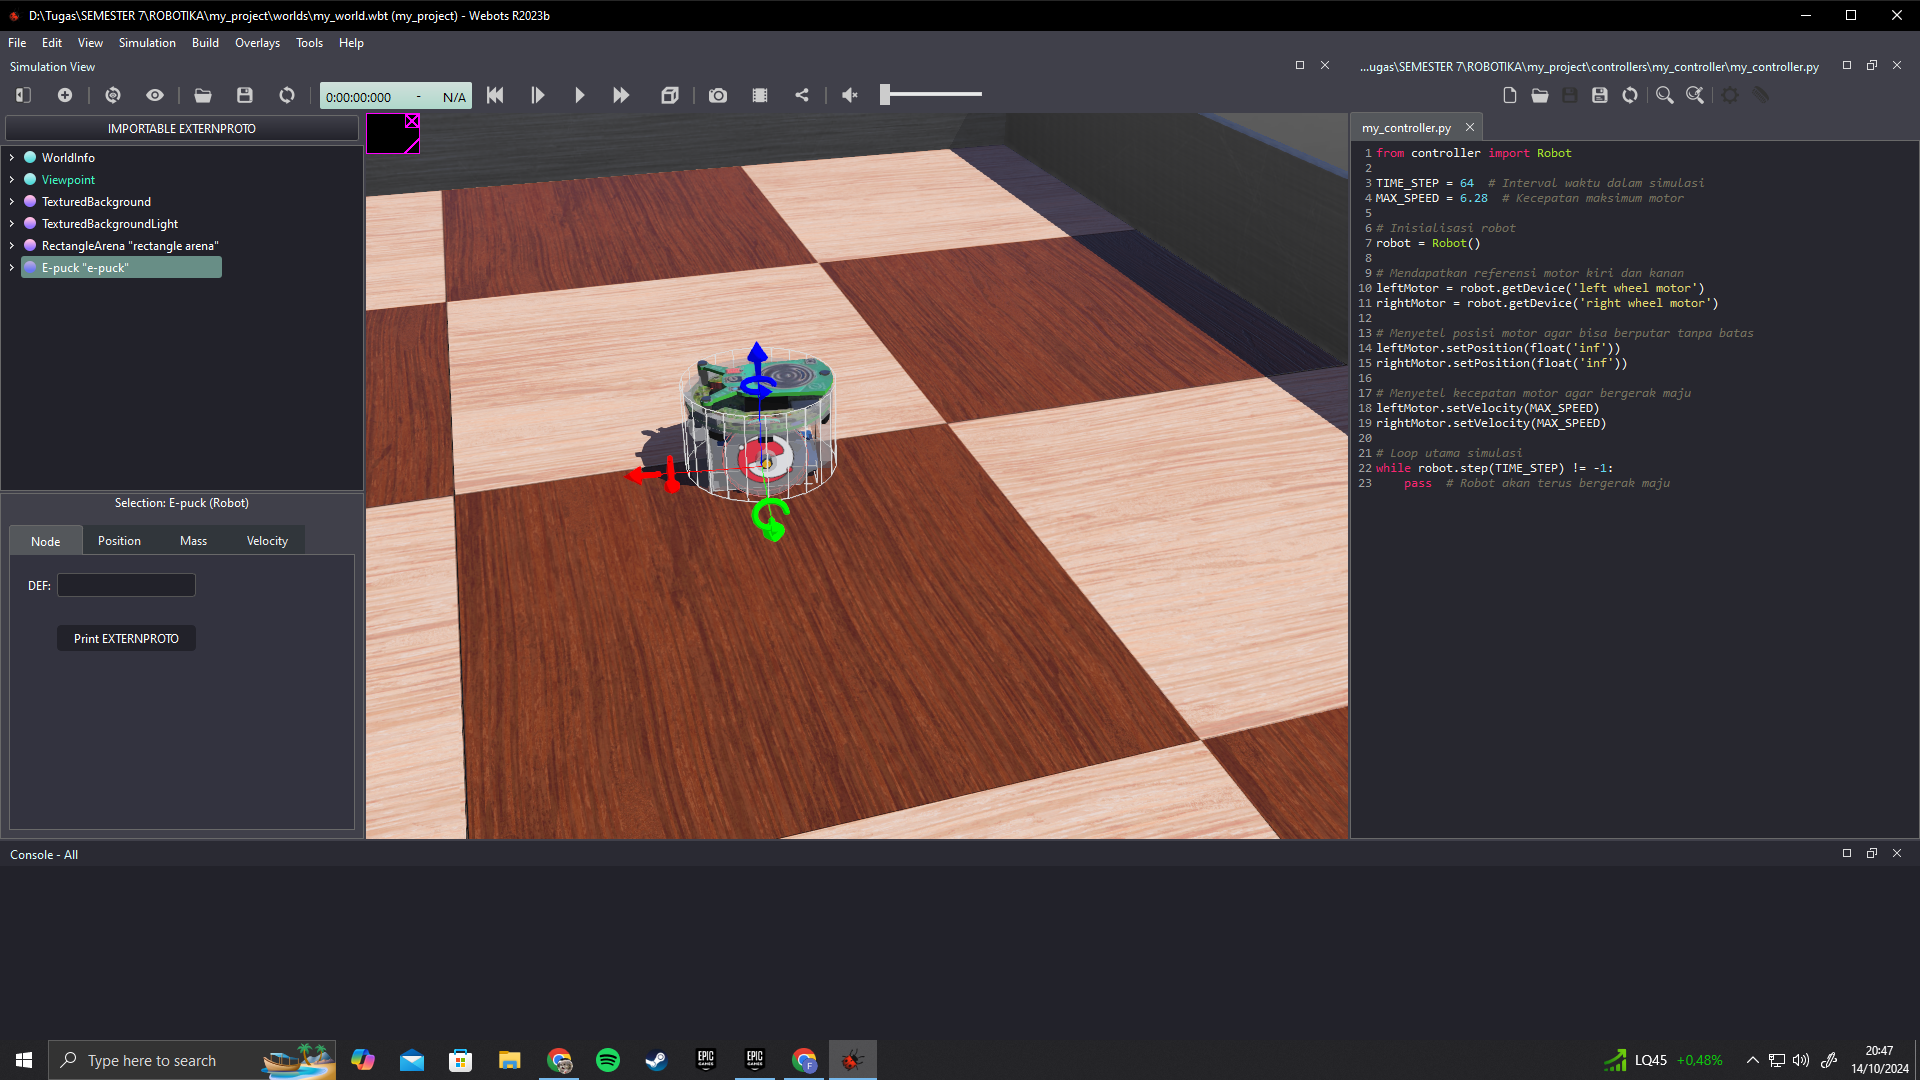 D:\Tugas\SEMESTER 7\ROBOTIKA\my_project\worlds\my_world.wbt (my_project) - Webots R2023b
File Edit View Simulation Build Overlays Tools Help
Simulation View
0:00:00:000 - N/A
IMPORTABLE EXTERNPROTO
WorldInfo
Viewpoint
TexturedBackground
TexturedBackgroundLight
RectangleArena "rectangle arena"
E-puck "e-puck"
Selection: E-puck (Robot)
Node Position Mass Velocity
DEF:
Print EXTERNPROTO
...ugas\SEMESTER 7\ROBOTIKA\my_project\controllers\my_controller\my_controller.py
my_controller.py
1 from controller import Robot
2
3 TIME_STEP = 64  # Interval waktu dalam simulasi
4 MAX_SPEED = 6.28  # Kecepatan maksimum motor
5
6 # Inisialisasi robot
7 robot = Robot()
8
9 # Mendapatkan referensi motor kiri dan kanan
10 leftMotor = robot.getDevice('left wheel motor')
11 rightMotor = robot.getDevice('right wheel motor')
12
13 # Menyetel posisi motor agar bisa berputar tanpa batas
14 leftMotor.setPosition(float('inf'))
15 rightMotor.setPosition(float('inf'))
16
17 # Menyetel kecepatan motor agar bergerak maju
18 leftMotor.setVelocity(MAX_SPEED)
19 rightMotor.setVelocity(MAX_SPEED)
20
21 # Loop utama simulasi
22 while robot.step(TIME_STEP) != -1:
23     pass  # Robot akan terus bergerak maju
Console - All
Type here to search
EPIC GAMES
EPIC GAMES
F
LQ45 +0,48%
20:47
14/10/2024